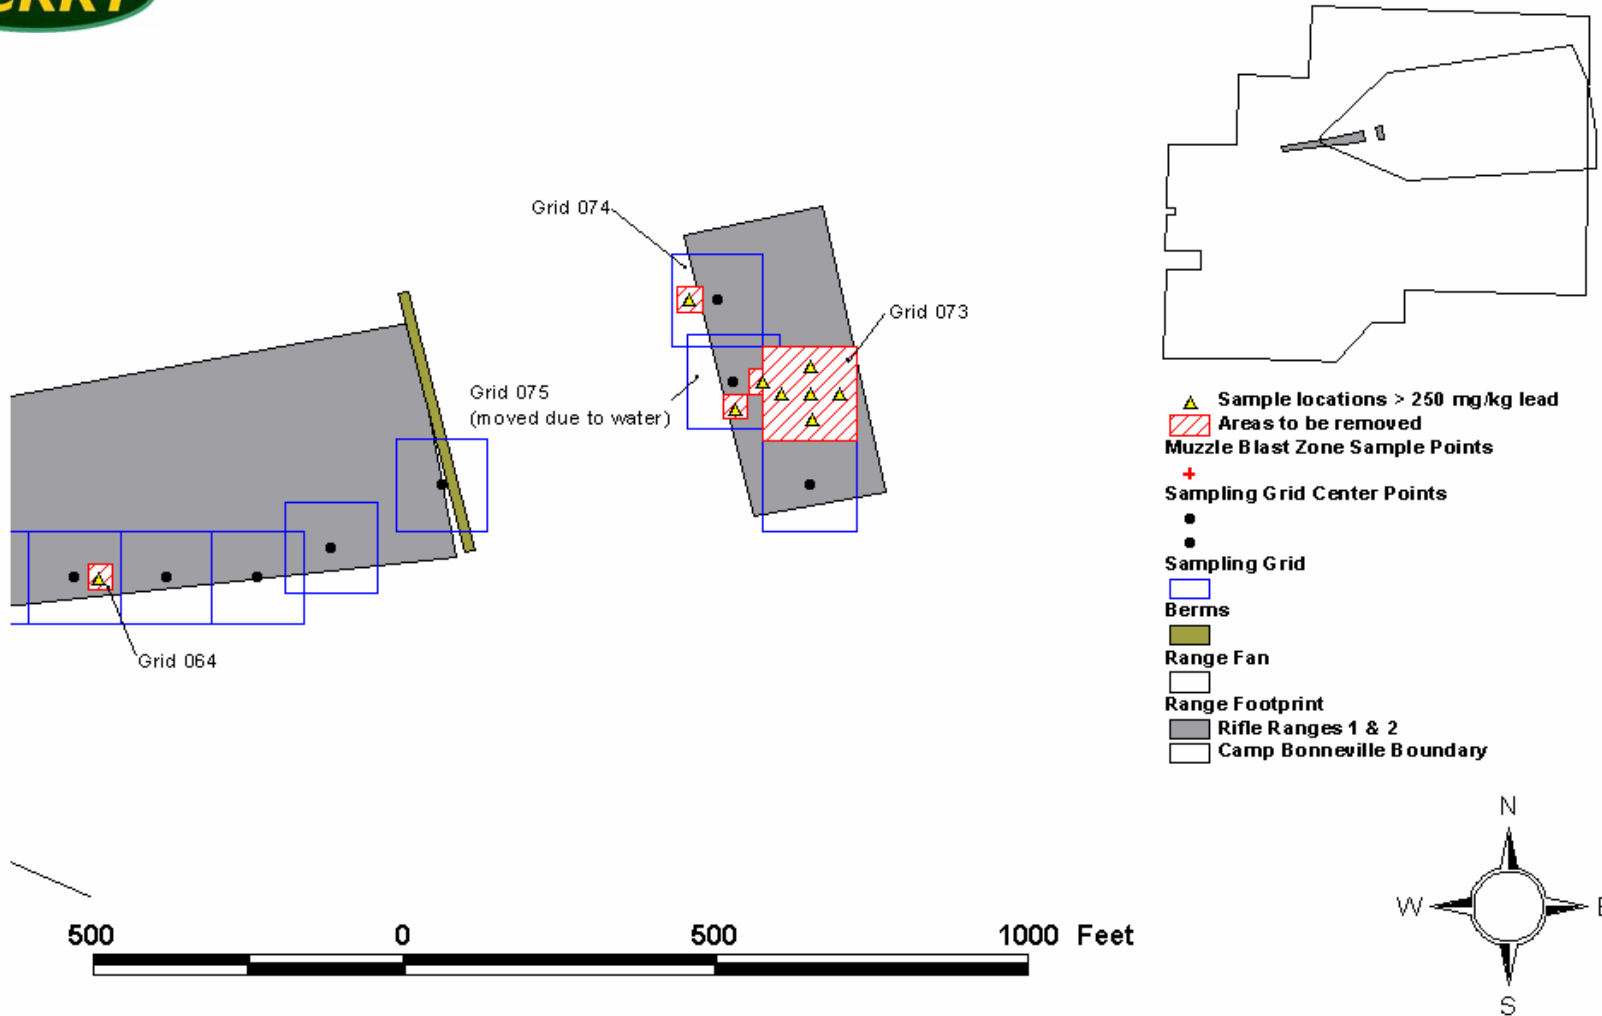 Grid 074
Grid 073
Grid 075
(moved due to water)
Grid 064
Sample locations > 250 mg/kg lead
Areas to be removed
Muzzle Blast Zone Sample Points
Sampling Grid Center Points
Sampling Grid
Berms
Range Fan
Range Footprint
Rifle Ranges 1 & 2
Camp Bonneville Boundary
N
W
S
500 0 500 1000 Feet